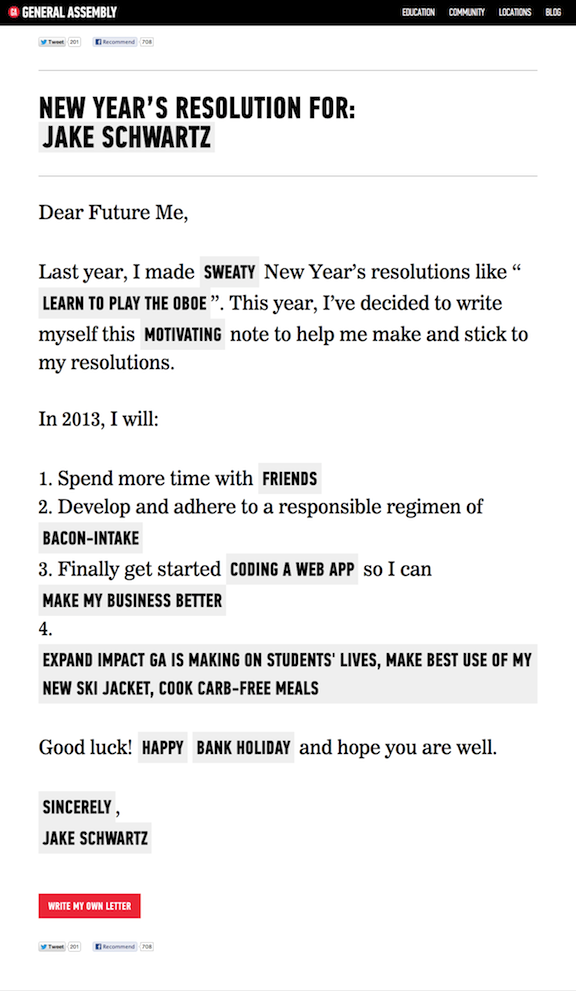 GA GENERAL ASSEMBLY EDUCATION COMMUNITY LOCATIONS BLOG
Tweet 201 Recommend 708
NEW YEAR'S RESOLUTION FOR:
JAKE SCHWARTZ
Dear Future Me,
Last year, I made SWEATY New Year's resolutions like “
LEARN TO PLAY THE OBOE ”. This year, I've decided to write
myself this MOTIVATING note to help me make and stick to
my resolutions.
In 2013, I will:
1. Spend more time with FRIENDS
2. Develop and adhere to a responsible regimen of
BACON-INTAKE
3. Finally get started CODING A WEB APP so I can
MAKE MY BUSINESS BETTER
4.
EXPAND IMPACT GA IS MAKING ON STUDENTS' LIVES, MAKE BEST USE OF MY
NEW SKI JACKET, COOK CARB-FREE MEALS
Good luck! HAPPY BANK HOLIDAY and hope you are well.
SINCERELY ,
JAKE SCHWARTZ
WRITE MY OWN LETTER
Tweet 201 Recommend 708